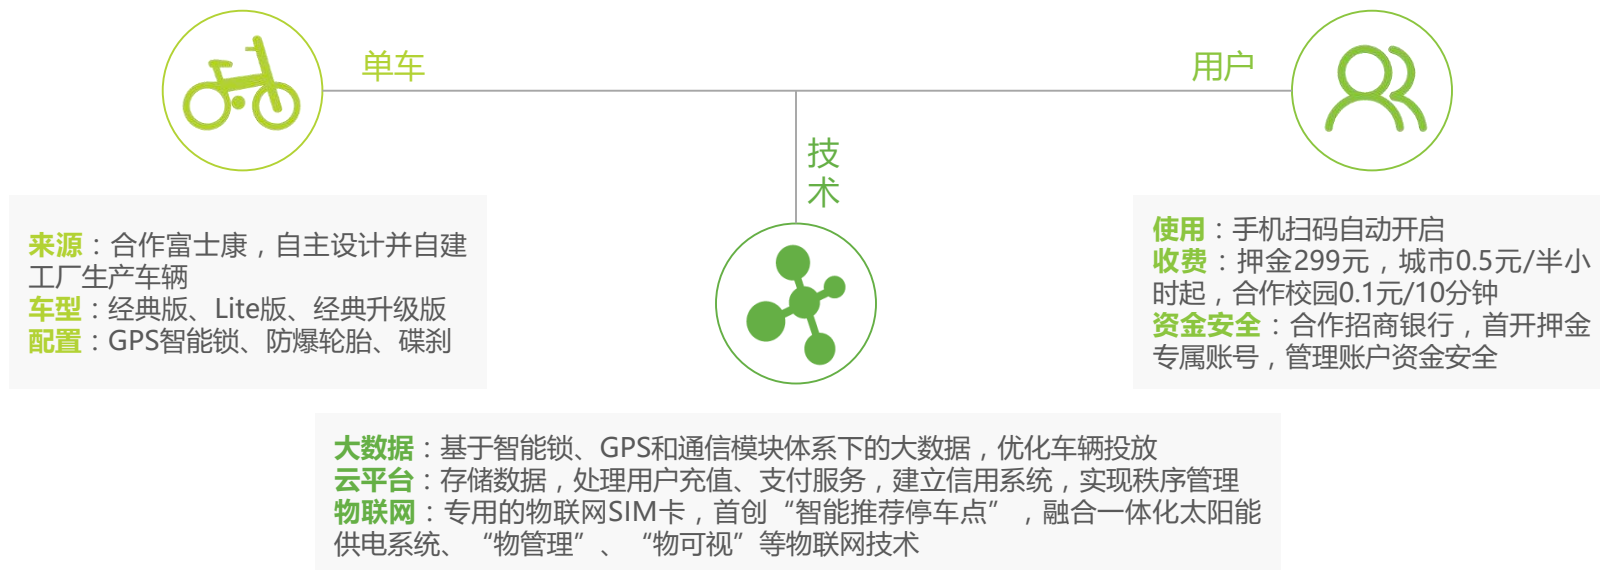 单车
用户
技
术
来源：合作富士康，自主设计并自建
工厂生产车辆
车型：经典版、Lite版、经典升级版
配置：GPS智能锁、防爆轮胎、碟刹
使用：手机扫码自动开启
收费：押金299元，城市0.5元/半小
时起，合作校园0.1元/10分钟
资金安全：合作招商银行，首开押金
专属账号，管理账户资金安全
大数据：基于智能锁、GPS和通信模块体系下的大数据，优化车辆投放
云平台：存储数据，处理用户充值、支付服务，建立信用系统，实现秩序管理
物联网：专用的物联网SIM卡，首创“智能推荐停车点”，融合一体化太阳能
供电系统、“物管理”、“物可视”等物联网技术